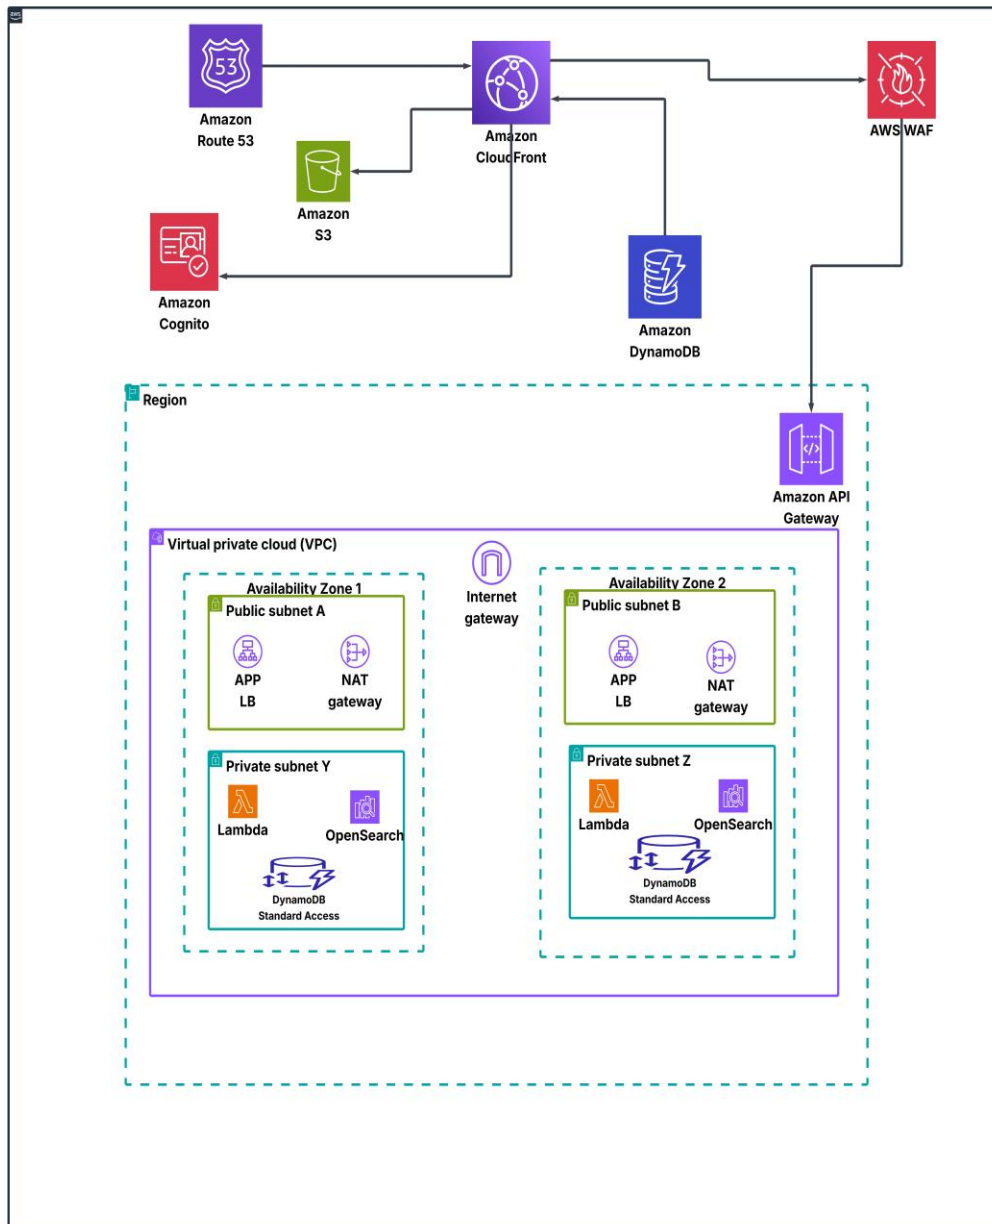 aws
53
Amazon
Route 53
Amazon
CloudFront
AWS WAF
Amazon
S3
Amazon
Cognito
Amazon
DynamoDB
Region
Amazon API
Gateway
Virtual private cloud (VPC)
Internet
gateway
Availability Zone 1
Public subnet A
APP
LB
NAT
gateway
Private subnet Y
Lambda
OpenSearch
DynamoDB
Standard Access
Availability Zone 2
Public subnet B
APP
LB
NAT
gateway
Private subnet Z
Lambda
OpenSearch
DynamoDB
Standard Access